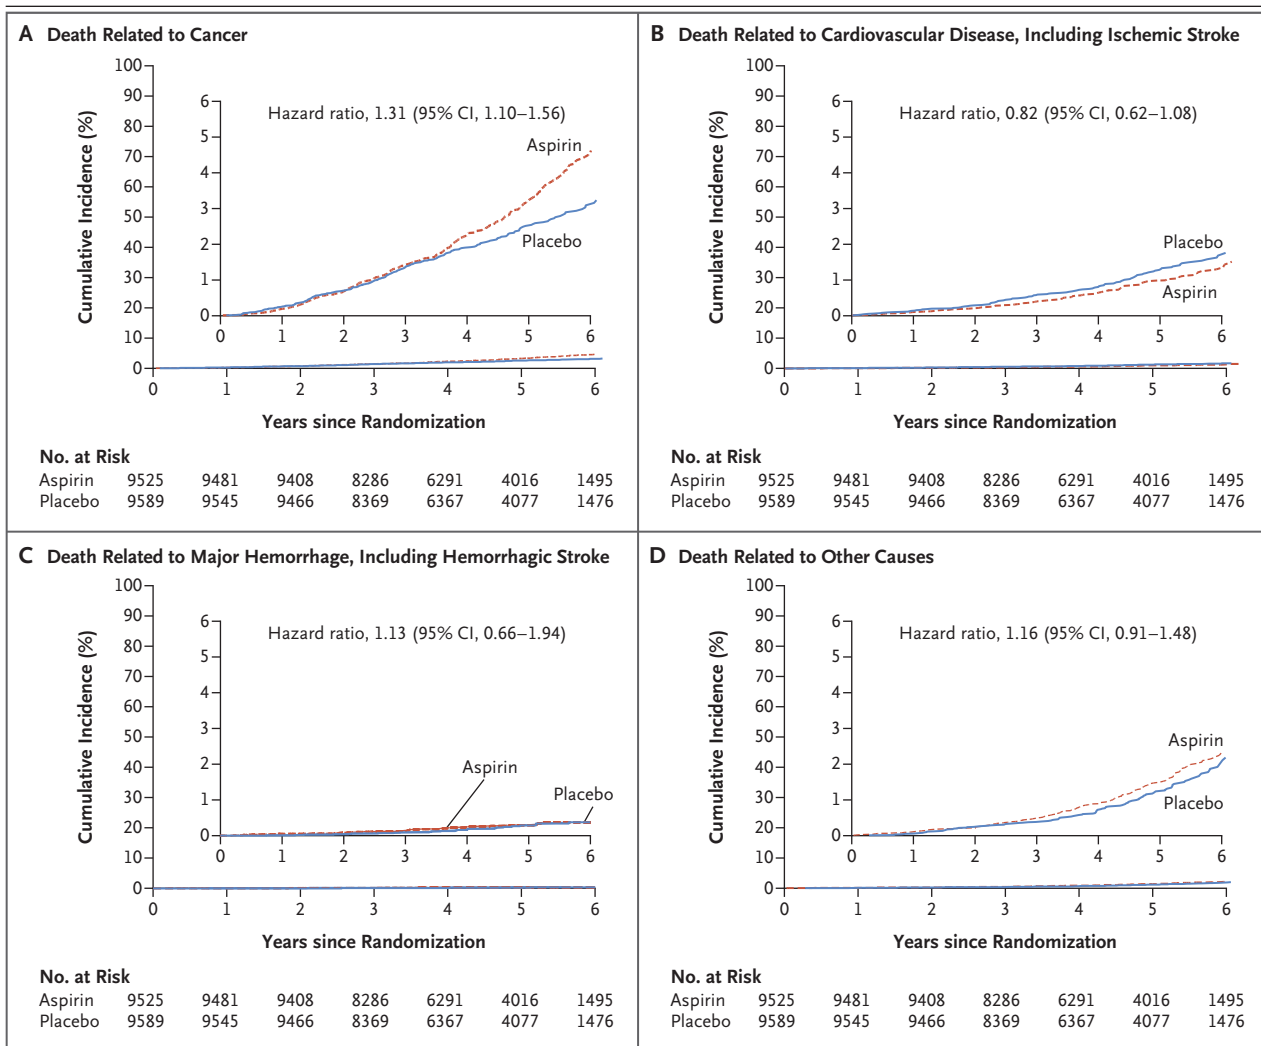 A Death Related to Cancer
Cumulative Incidence (%)
100
90
80
70
60
50
40
30
20
10
0
6
5
4
3
2
1
0
Hazard ratio, 1.31 (95% CI, 1.10–1.56)
Aspirin
Placebo
0 1 2 3 4 5 6
0 1 2 3 4 5 6
Years since Randomization
No. at Risk
Aspirin 9525 9481 9408 8286 6291 4016 1495
Placebo 9589 9545 9466 8369 6367 4077 1476
B Death Related to Cardiovascular Disease, Including Ischemic Stroke
Cumulative Incidence (%)
100
90
80
70
60
50
40
30
20
10
0
6
5
4
3
2
1
0
Hazard ratio, 0.82 (95% CI, 0.62–1.08)
Placebo
Aspirin
0 1 2 3 4 5 6
0 1 2 3 4 5 6
Years since Randomization
No. at Risk
Aspirin 9525 9481 9408 8286 6291 4016 1495
Placebo 9589 9545 9466 8369 6367 4077 1476
C Death Related to Major Hemorrhage, Including Hemorrhagic Stroke
Cumulative Incidence (%)
100
90
80
70
60
50
40
30
20
10
0
6
5
4
3
2
1
0
Hazard ratio, 1.13 (95% CI, 0.66–1.94)
Aspirin
Placebo
0 1 2 3 4 5 6
0 1 2 3 4 5 6
Years since Randomization
No. at Risk
Aspirin 9525 9481 9408 8286 6291 4016 1495
Placebo 9589 9545 9466 8369 6367 4077 1476
D Death Related to Other Causes
Cumulative Incidence (%)
100
90
80
70
60
50
40
30
20
10
0
6
5
4
3
2
1
0
Hazard ratio, 1.16 (95% CI, 0.91–1.48)
Aspirin
Placebo
0 1 2 3 4 5 6
0 1 2 3 4 5 6
Years since Randomization
No. at Risk
Aspirin 9525 9481 9408 8286 6291 4016 1495
Placebo 9589 9545 9466 8369 6367 4077 1476